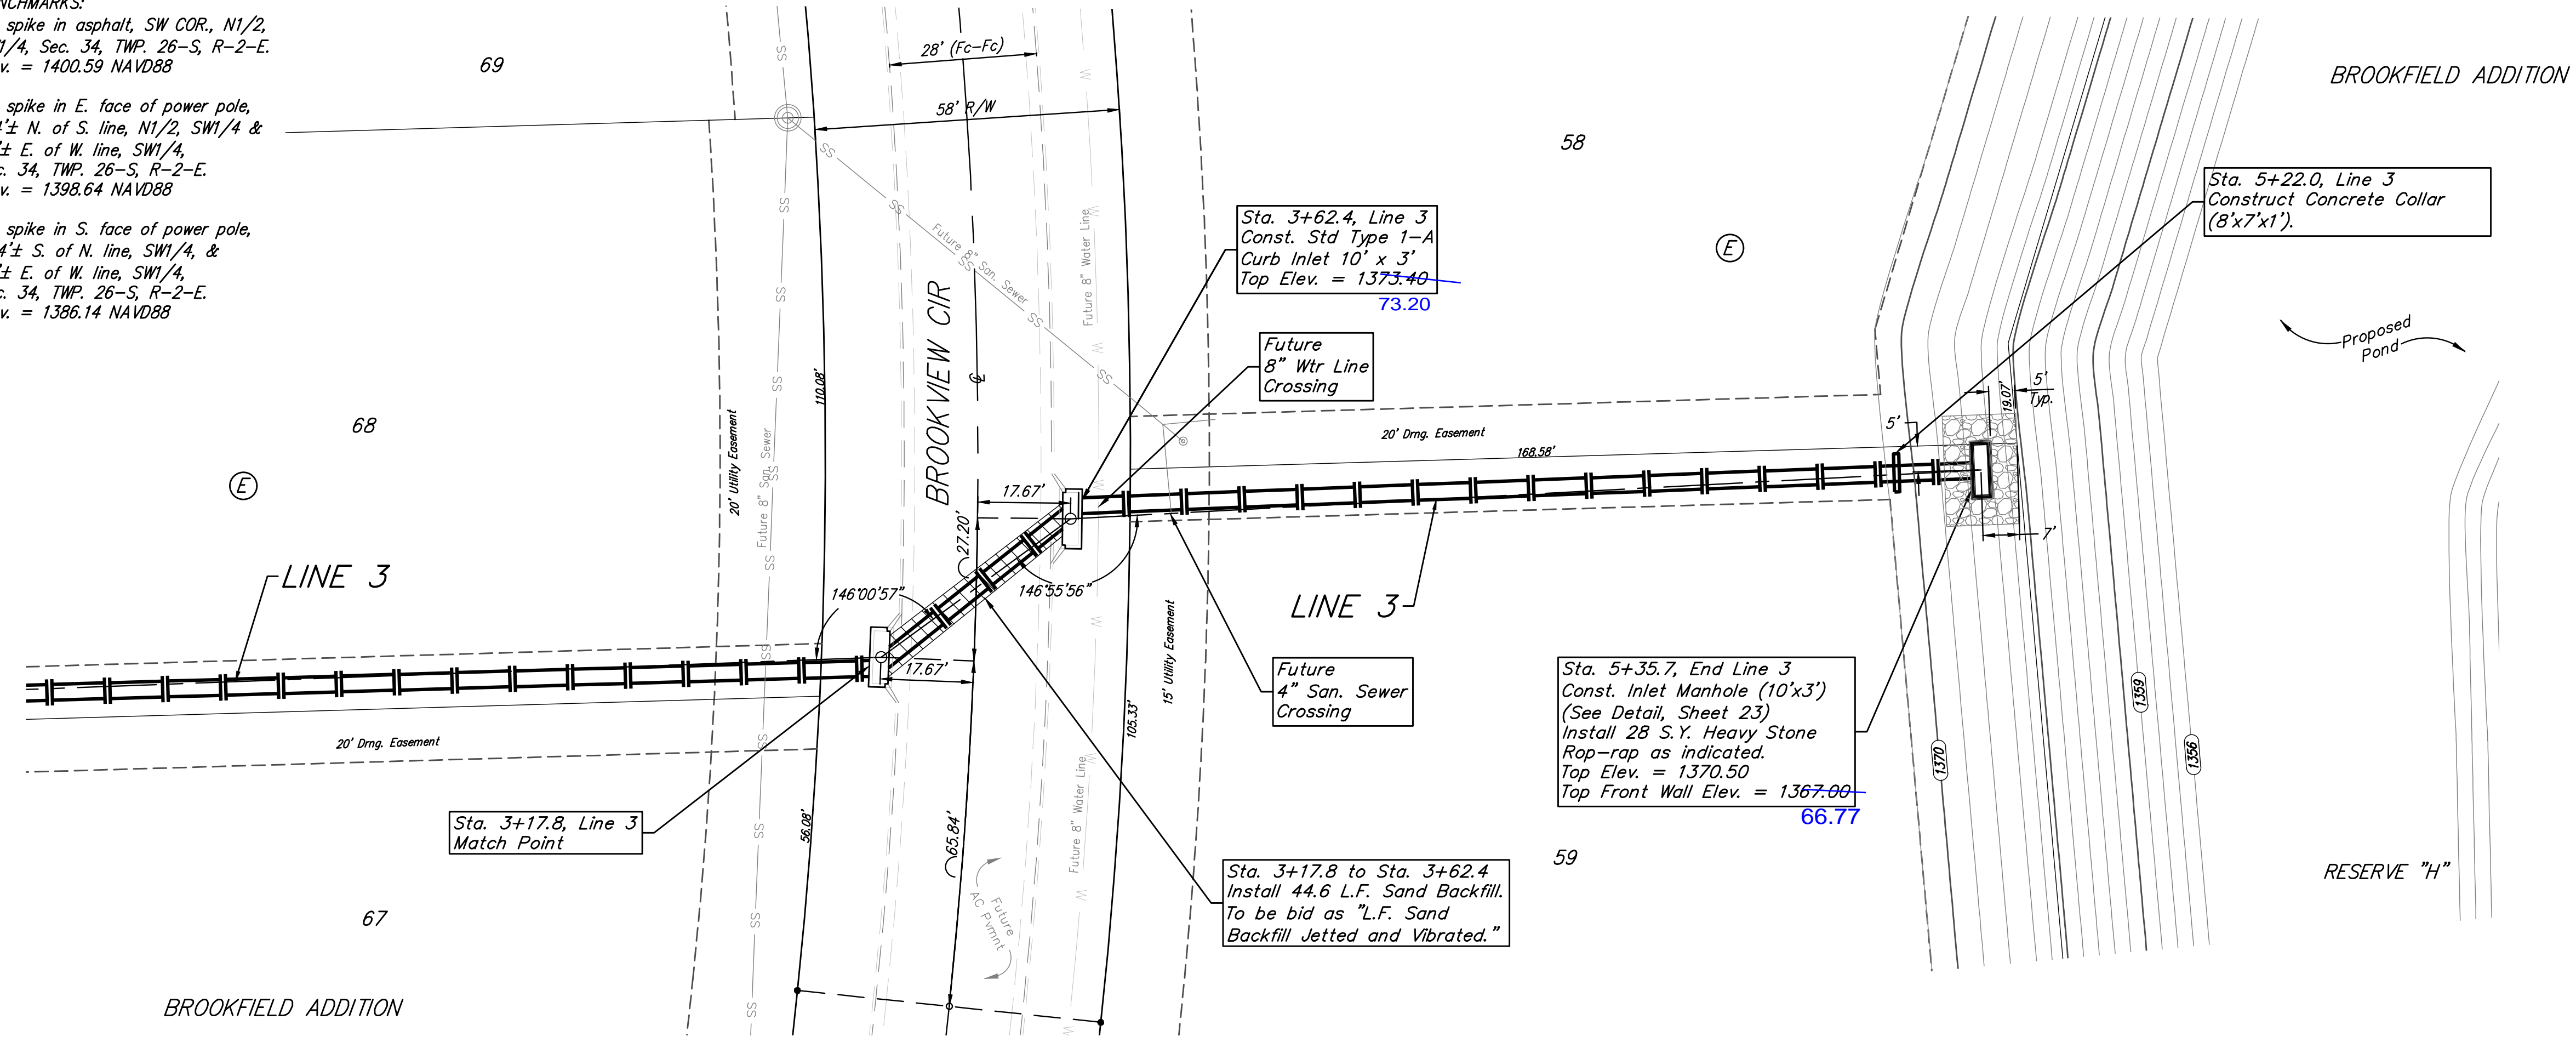 NCHMARKS:
spike in asphalt, SW COR., N1/2,
1/4, Sec. 34, TWP. 26-S, R-2-E.
v. = 1400.59 NAVD88
spike in E. face of power pole,
'± N. of S. line, N1/2, SW1/4 &
'± E. of W. line, SW1/4,
c. 34, TWP. 26-S, R-2-E.
v. = 1398.64 NAVD88
spike in S. face of power pole,
4'± S. of N. line, SW1/4, &
'± E. of W. line, SW1/4,
c. 34, TWP. 26-S, R-2-E.
v. = 1386.14 NAVD88
69
28' (Fc-Fc)
58' R/W
58
BROOKFIELD ADDITION
Sta. 5+22.0, Line 3
Construct Concrete Collar
(8'x7'x1').
Sta. 3+62.4, Line 3
Const. Std Type 1-A
Curb Inlet 10' x 3'
Top Elev. = 1373.40
73.20
E
Future 8" San. Sewer
Future 8" Water Line
Proposed
Pond
Future
8" Wtr Line
Crossing
BROOKVIEW CIR
110.08'
68
E
20' Utility Easement
Future 8" San. Sewer
20' Drng. Easement
168.58'
5'
19.07'
5'
Typ.
7'
17.67'
27.20'
LINE 3
146°00'57"
146°55'56"
LINE 3
17.67'
15' Utility Easement
Future
4" San. Sewer
Crossing
105.33'
20' Drng. Easement
Sta. 5+35.7, End Line 3
Const. Inlet Manhole (10'x3')
(See Detail, Sheet 23)
Install 28 S.Y. Heavy Stone
Rop-rap as indicated.
Top Elev. = 1370.50
Top Front Wall Elev. = 1367.00
66.77
1370
1359
1356
Sta. 3+17.8, Line 3
Match Point
56.08'
65.84'
Future 8" Water Line
Future
AC Pvmnt
Sta. 3+17.8 to Sta. 3+62.4
Install 44.6 L.F. Sand Backfill.
To be bid as "L.F. Sand
Backfill Jetted and Vibrated."
59
RESERVE "H"
67
BROOKFIELD ADDITION